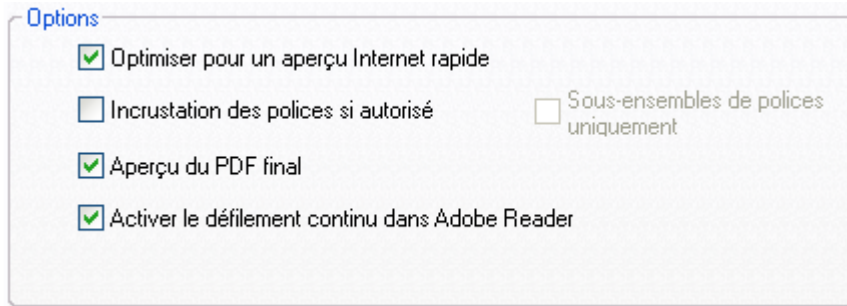 Options
Optimiser pour un aperçu Internet rapide
Incrustation des polices si autorisé
Sous-ensembles de polices
uniquement
Aperçu du PDF final
Activer le défilement continu dans Adobe Reader